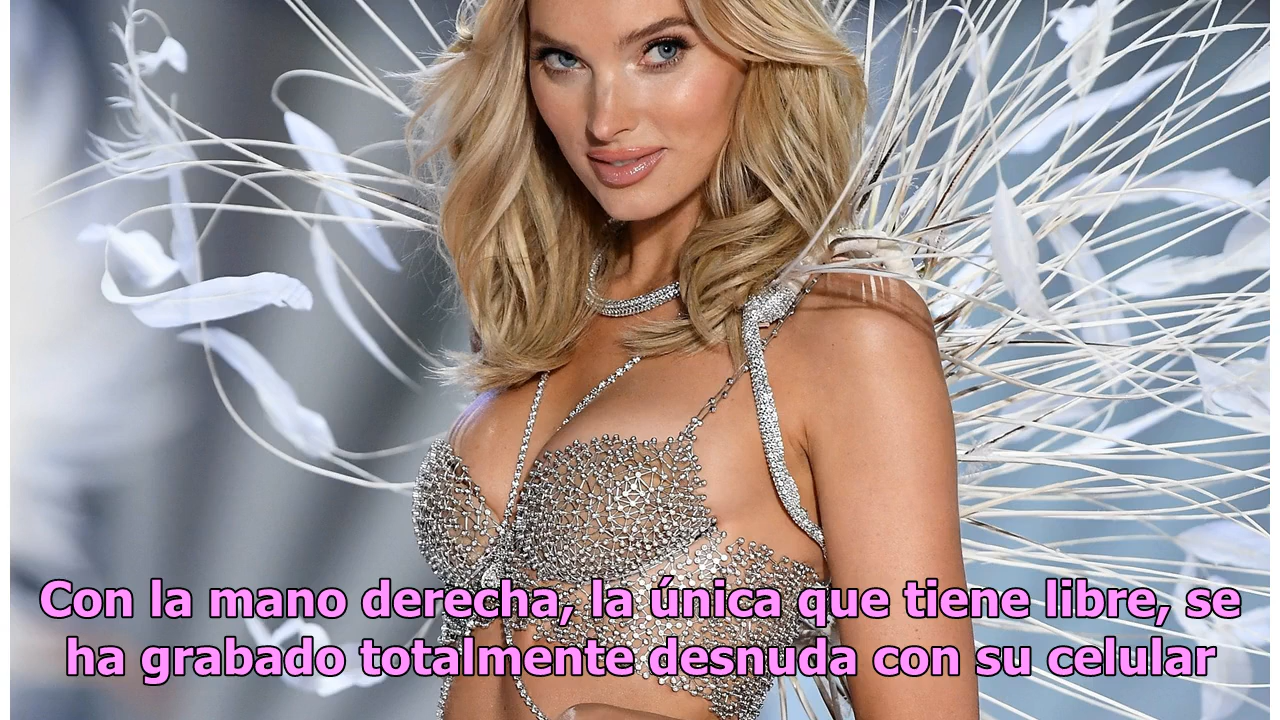 Con la mano derecha, la única que tiene libre, se
ha grabado totalmente desnuda con su celular